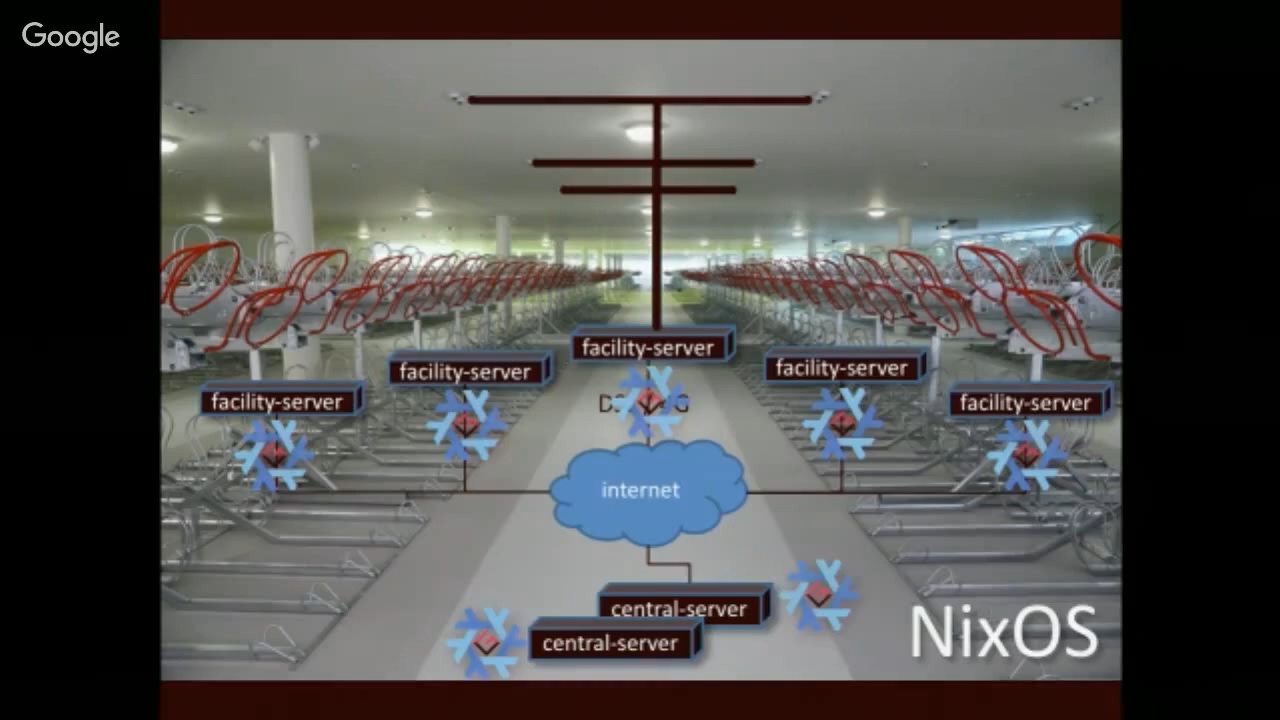 Google
facility-server
facility-server
facility-server
facility-server
facility-server
internet
central-server
central-server
NixOS